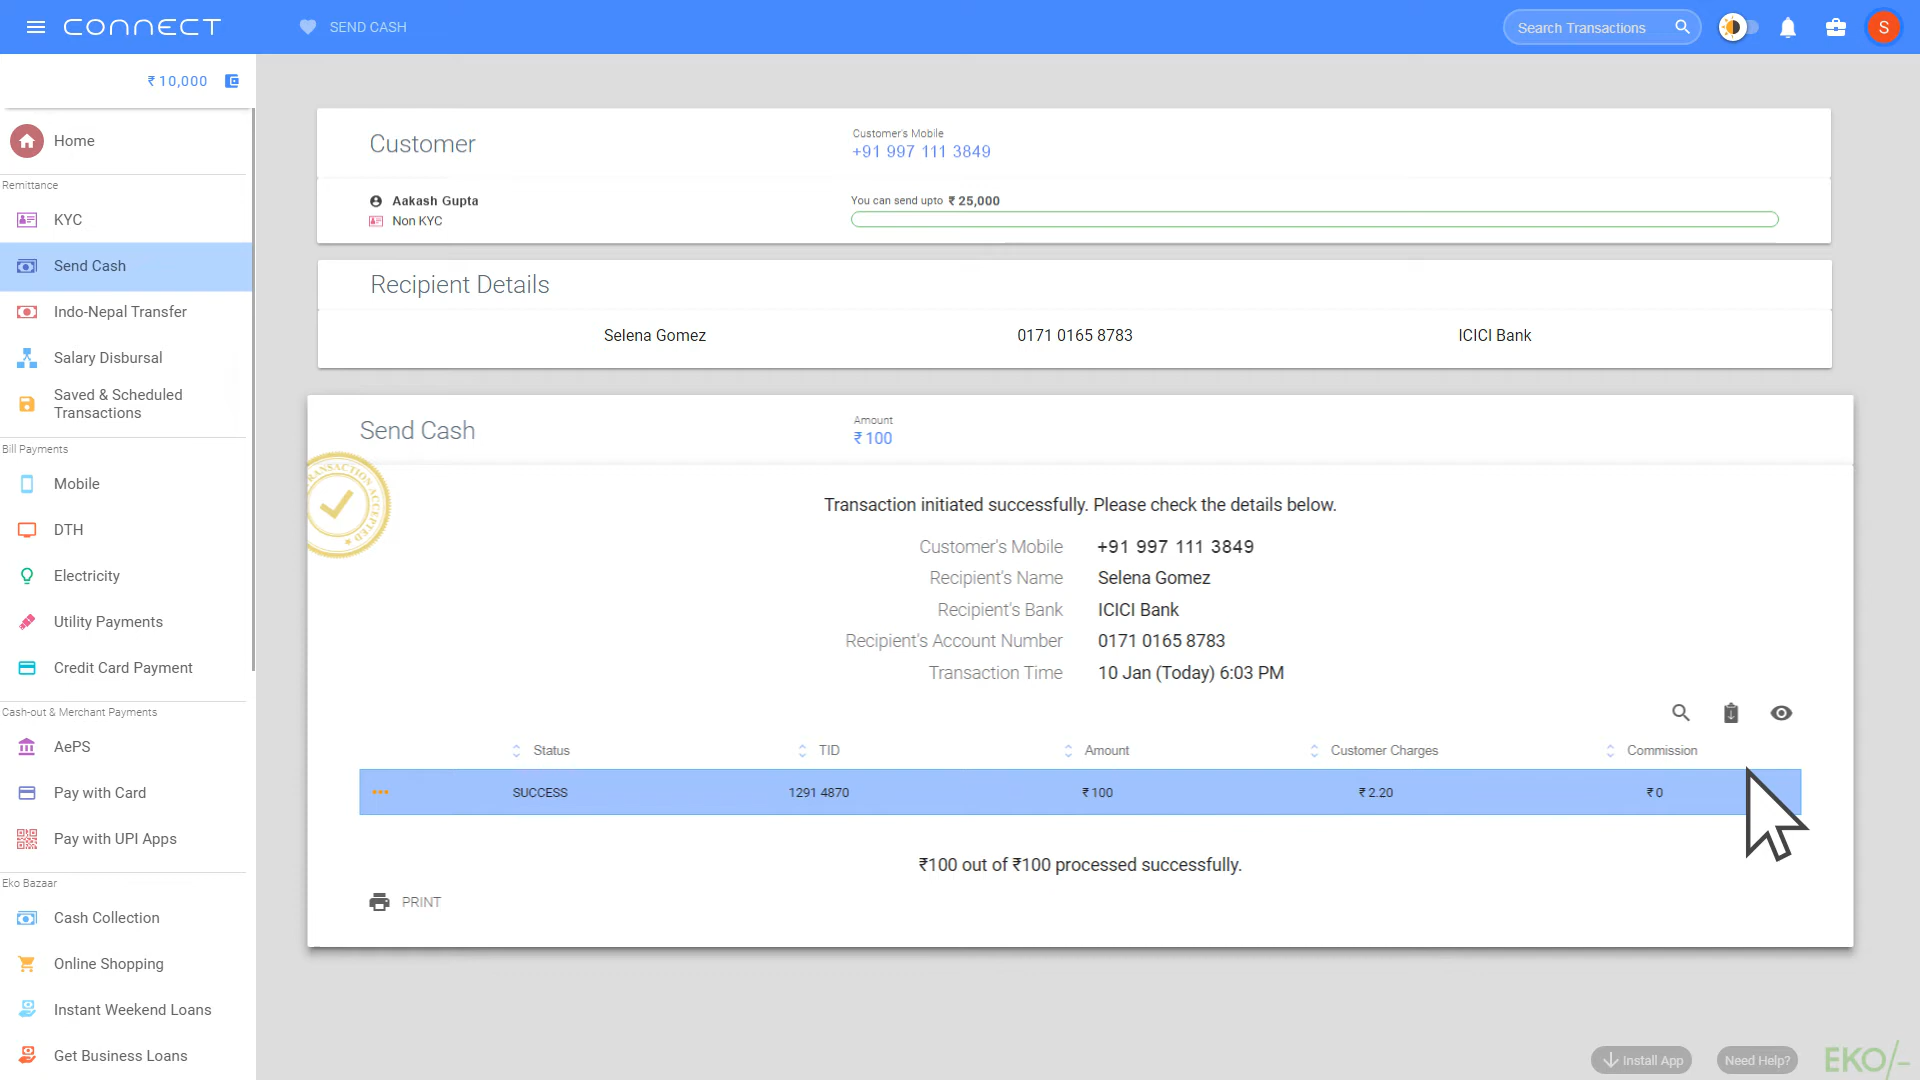 CONNECT
SEND CASH
Search Transactions
S
₹ 10,000
Home
Remittance
KYC
Send Cash
Indo-Nepal Transfer
Salary Disbursal
Saved & Scheduled
Transactions
Bill Payments
Mobile
DTH
Electricity
Utility Payments
Credit Card Payment
Cash-out & Merchant Payments
AePS
Pay with Card
Pay with UPI Apps
Eko Bazaar
Cash Collection
Online Shopping
Instant Weekend Loans
Get Business Loans
Customer
Customer's Mobile
+91 997 111 3849
Aakash Gupta
Non KYC
You can send upto ₹ 25,000
Recipient Details
Selena Gomez 0171 0165 8783 ICICI Bank
Send Cash
Amount
₹ 100
TRANSACTION ACCEPTED
Transaction initiated successfully. Please check the details below.
Customer's Mobile +91 997 111 3849
Recipient's Name Selena Gomez
Recipient's Bank ICICI Bank
Recipient's Account Number 0171 0165 8783
Transaction Time 10 Jan (Today) 6:03 PM
Status TID Amount Customer Charges Commission
SUCCESS 1291 4870 ₹ 100 ₹ 2.20 ₹ 0
₹100 out of ₹100 processed successfully.
PRINT
Install App
Need Help?
EKO/-